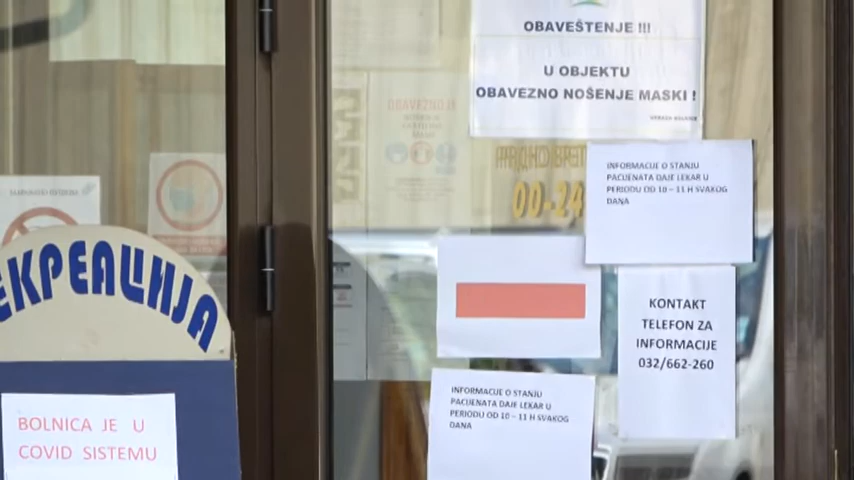 OBAVEŠTENJE !!!
U OBJEKTU
OBAVEZNO NOŠENJE MASKI !
00-24
INFORMACIJE O STANJU
PACIJENATA DAJE LEKAR U
PERIODU OD 10 – 11 H SVAKOG
DANA
KONTAKT
TELEFON ZA
INFORMACIJE
032/662-260
INFORMACIJE O STANJU
PACIJENATA DAJE LEKAR U
PERIODU OD 10 – 11 H SVAKOG
DANA
ЕКРЕАЦИЈА
BOLNICA JE U
COVID SISTEMU